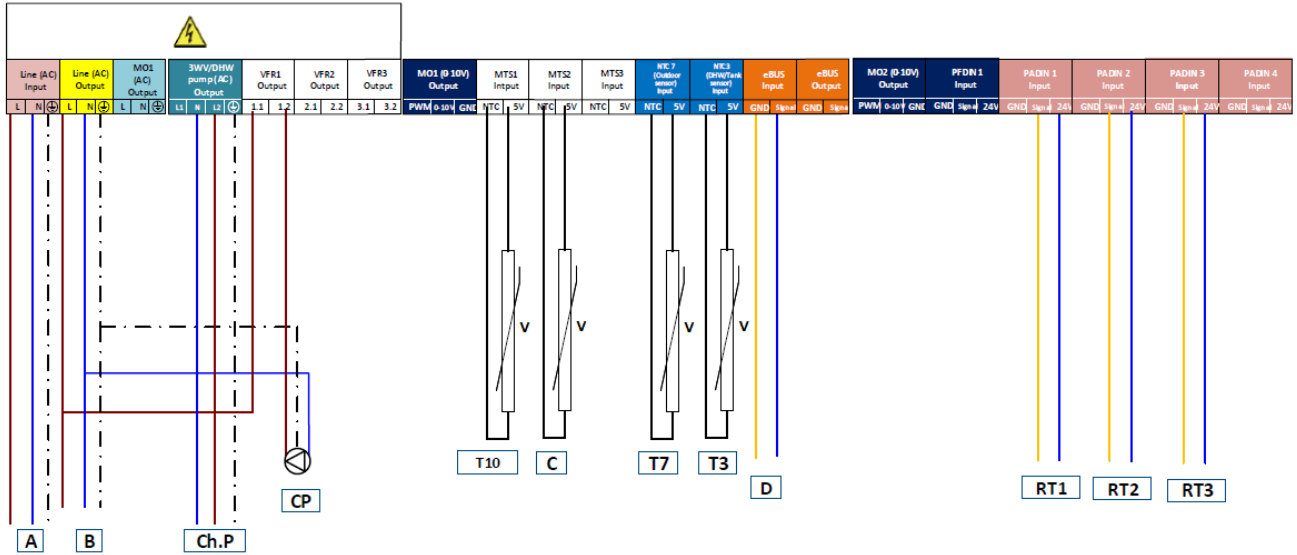 Line (AC) Input
Line (AC) Output
MO1 (AC) Output
3WV/DHW pump (AC) Output
VFR1 Output
VFR2 Output
VFR3 Output
MO1 (0-10V) Output
MTS1 Input
MTS2 Input
MTS3 Input
NTC 7 (Outdoor sensor) Input
NTC3 (DHW/Tank sensor) Input
eBUS Input
eBUS Output
MO2 (0-10V) Output
PFDIN 1 Input
PADIN 1 Input
PADIN 2 Input
PADIN 3 Input
PADIN 4 Input
L N L N L N L1 N L2 1.1 1.2 2.1 2.2 3.1 3.2
PWM 0-10V GND NTC 5V NTC 5V NTC 5V NTC 5V NTC 5V GND Signal GND Signal
PWM 0-10V GNE GND Signal 24V GND Signal 24V GND Signal 24V GND Signal 24V GND Signal 24V
V V V V
T10 C T7 T3 D RT1 RT2 RT3
CP
A B Ch.P